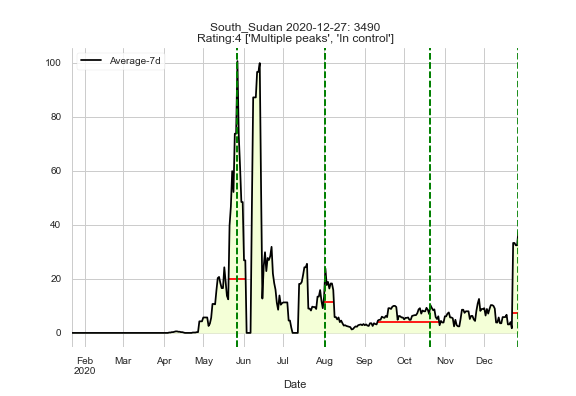 South_Sudan 2020-12-27: 3490
Rating:4 ['Multiple peaks', 'In control']
Average-7d
100
80
60
40
20
0
Feb Mar Apr May Jun Jul Aug Sep Oct Nov Dec
2020
Date